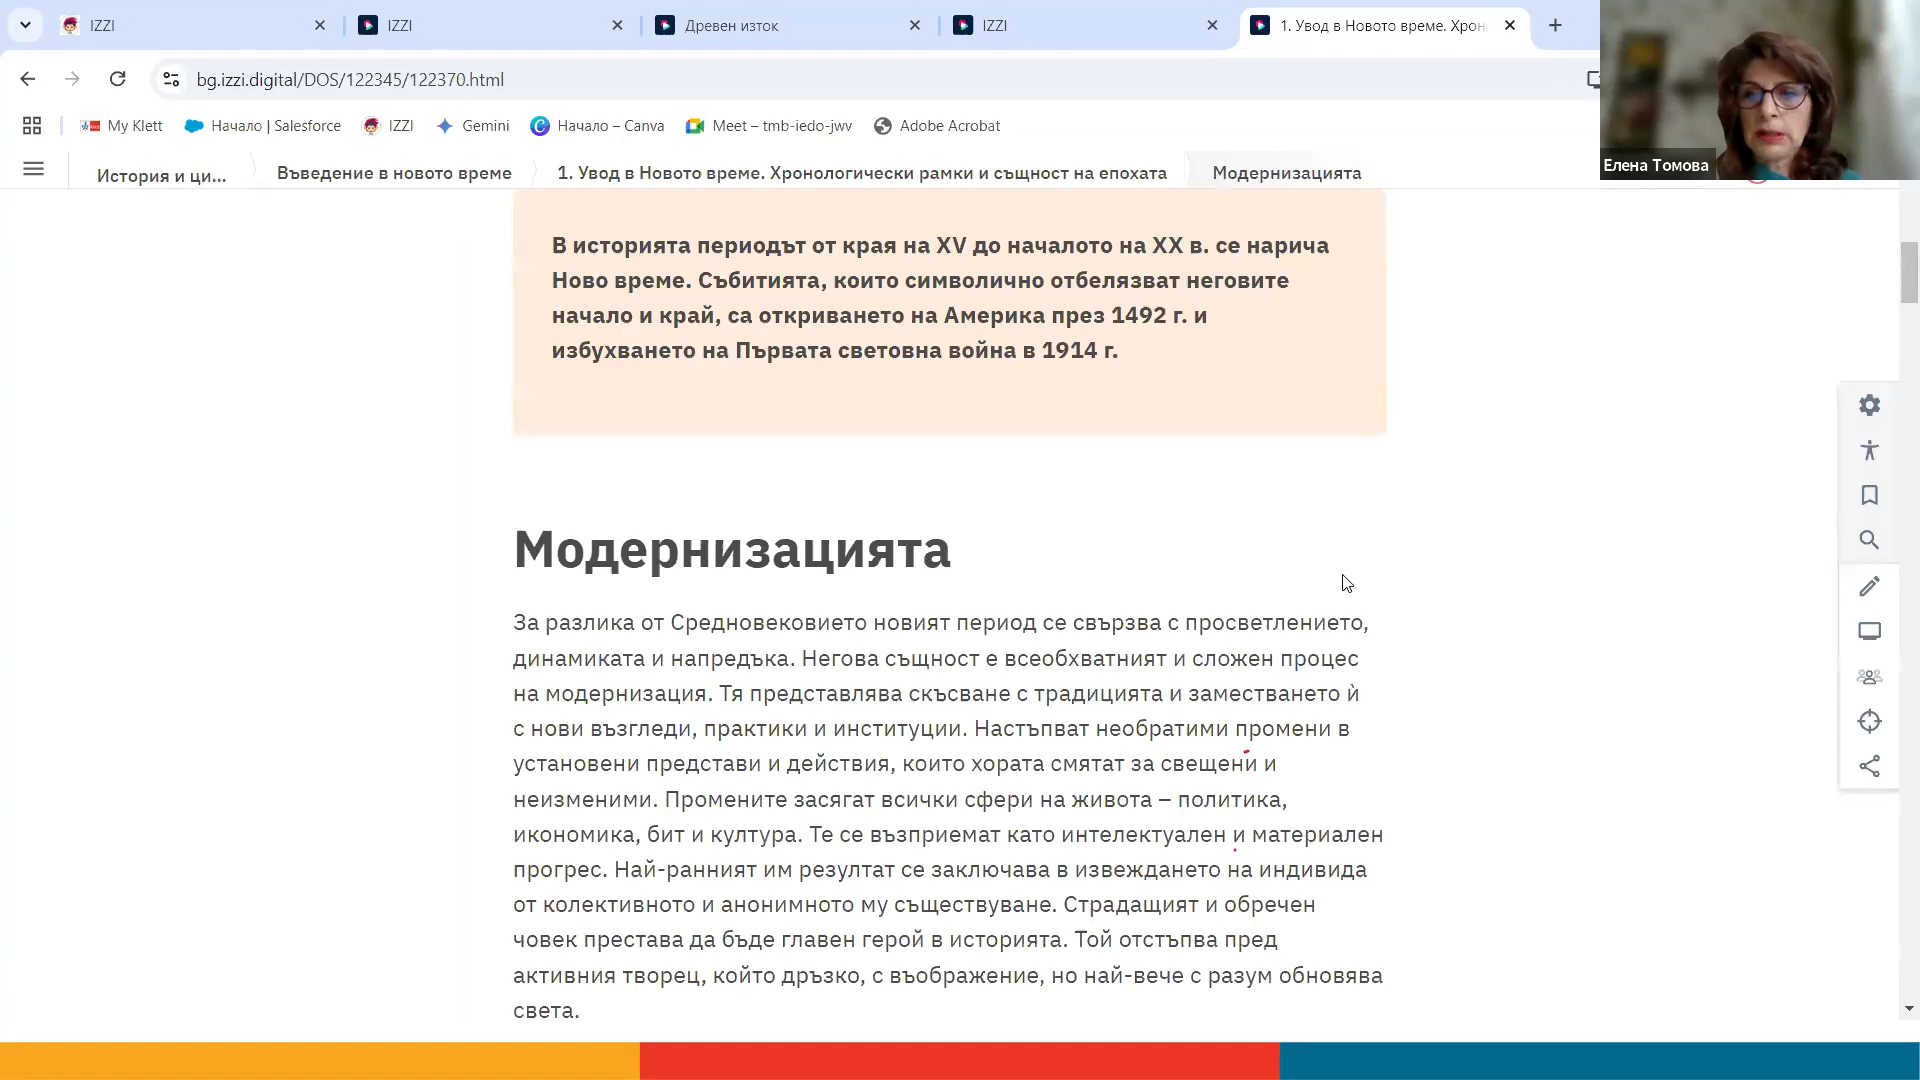 IZZI
IZZI
Древен изток
IZZI
1. Увод в Новото време. Хрон
bg.izzi.digital/DOS/122345/122370.html
My Klett
Начало | Salesforce
IZZI
Gemini
Начало – Canva
Meet – tmb-iedo-jwv
Adobe Acrobat
Елена Томова
История и ци...
Въведение в новото време
1. Увод в Новото време. Хронологически рамки и същност на епохата
Модернизацията
В историята периодът от края на XV до началото на XX в. се нарича
Ново време. Събитията, които символично отбелязват неговите
начало и край, са откриването на Америка през 1492 г. и
избухването на Първата световна война в 1914 г.
Модернизацията
За разлика от Средновековието новият период се свързва с просветлението,
динамиката и напредъка. Негова същност е всеобхватният и сложен процес
на модернизация. Тя представлява скъсване с традицията и заместването ѝ
с нови възгледи, практики и институции. Настъпват необратими промени в
установени представи и действия, които хората смятат за свещени и
неизменими. Промените засягат всички сфери на живота – политика,
икономика, бит и култура. Те се възприемат като интелектуален и материален
прогрес. Най-ранният им резултат се заключава в извеждането на индивида
от колективното и анонимното му съществуване. Страдащият и обречен
човек престава да бъде главен герой в историята. Той отстъпва пред
активния творец, който дръзко, с въображение, но най-вече с разум обновява
света.